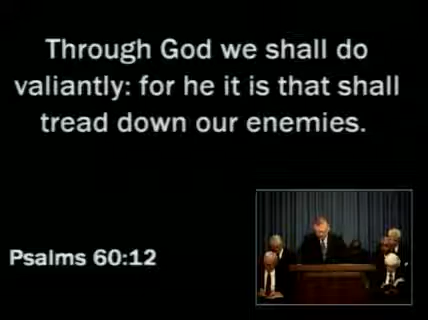 Through God we shall do
valiantly: for he it is that shall
tread down our enemies.
Psalms 60:12